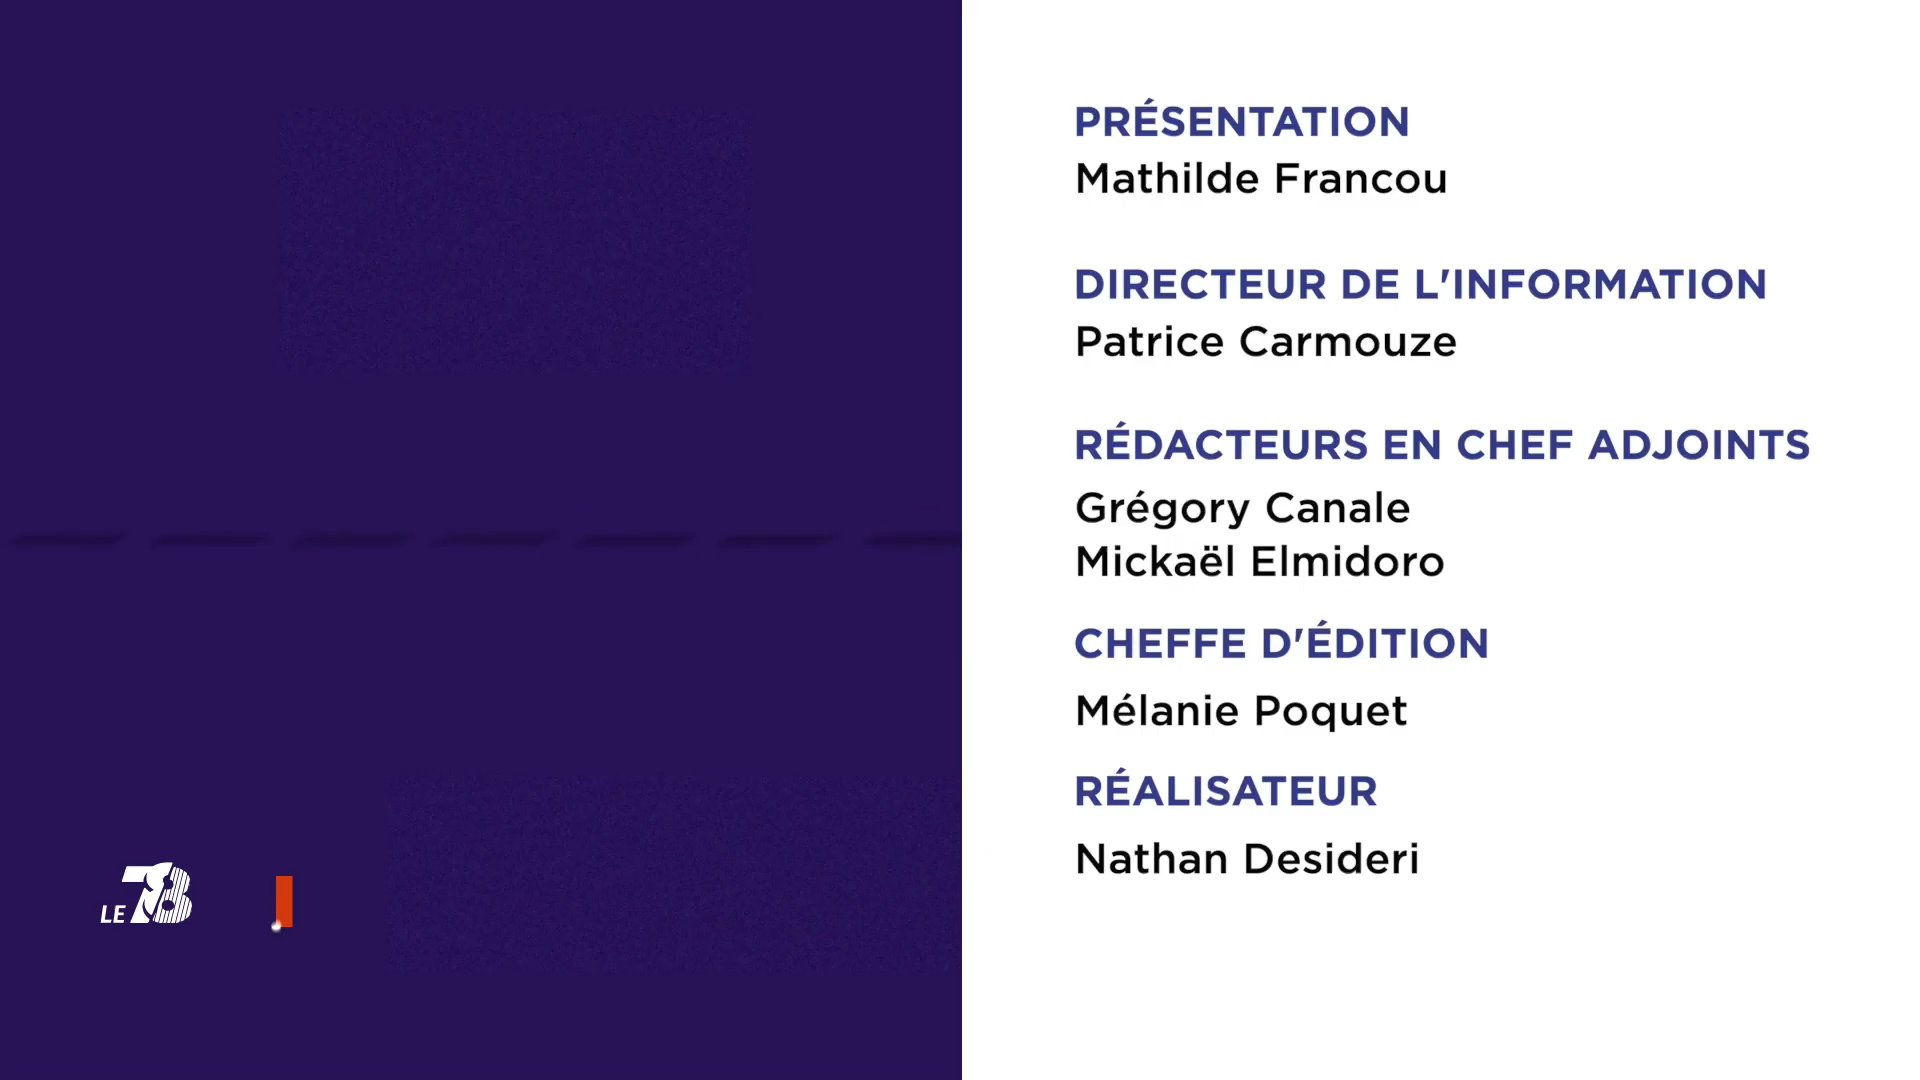 PRÉSENTATION
Mathilde Francou
DIRECTEUR DE L'INFORMATION
Patrice Carmouze
RÉDACTEURS EN CHEF ADJOINTS
Grégory Canale
Mickaël Elmidoro
CHEFFE D'ÉDITION
Mélanie Poquet
RÉALISATEUR
Nathan Desideri
LE 78